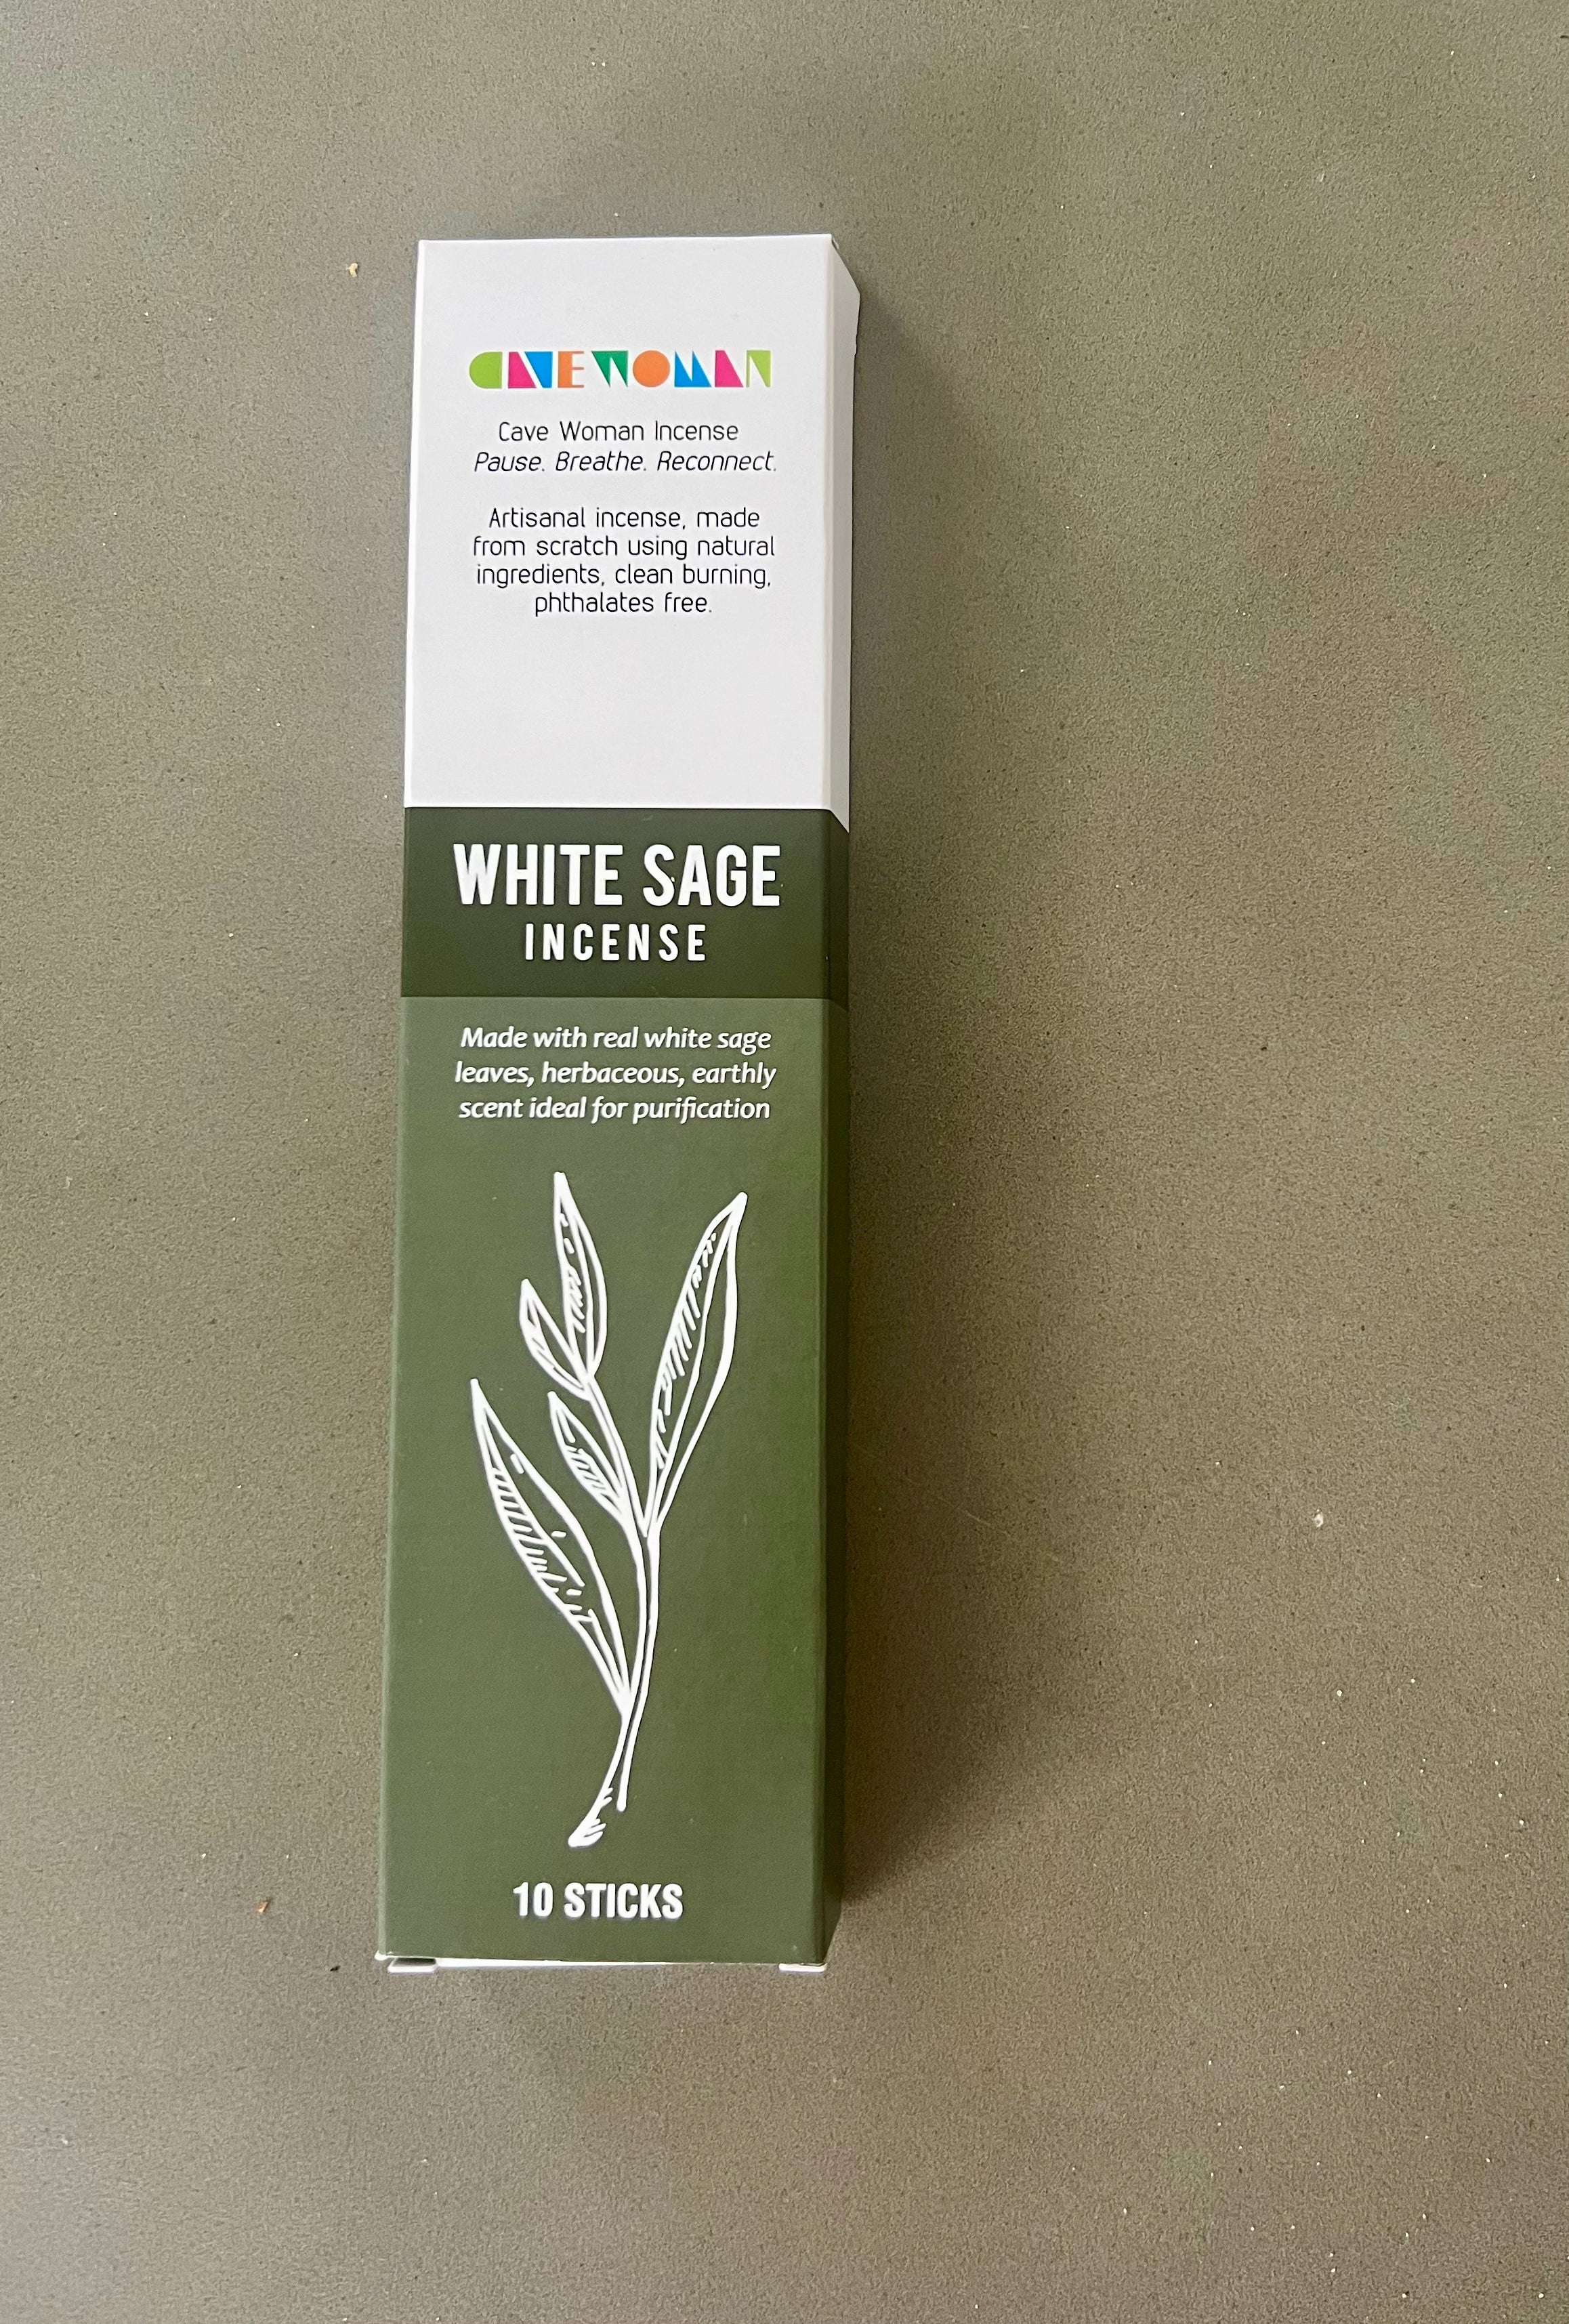 CAVE WOMAN
Cave Woman Incense
Pause. Breathe. Reconnect.
Artisanal incense, made
from scratch using natural
ingredients, clean burning,
phthalates free.
WHITE SAGE
INCENSE
Made with real white sage
leaves, herbaceous, earthly
scent ideal for purification
10 STICKS